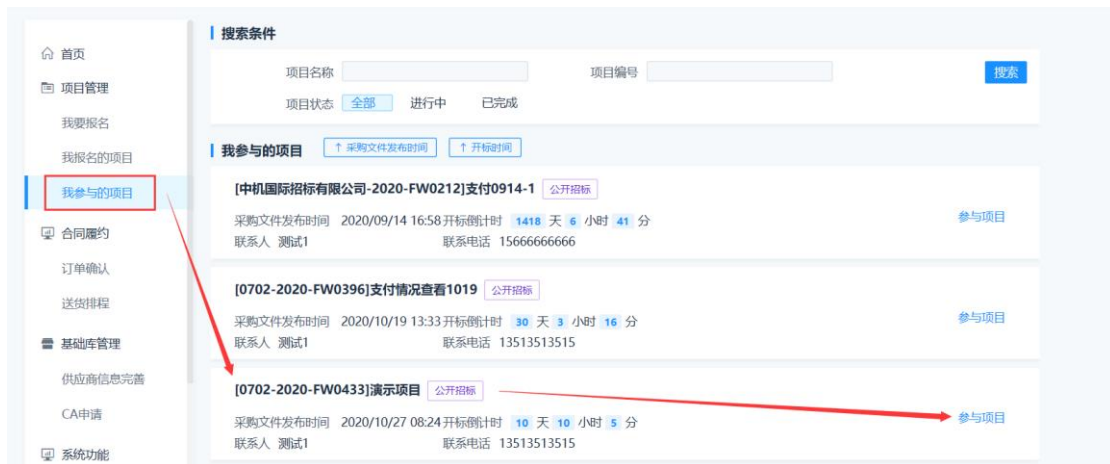 首页
项目管理
我要报名
我报名的项目
我参与的项目
合同履约
订单确认
送货排程
基础库管理
供应商信息完善
CA申请
系统功能
搜索条件
项目名称 项目编号 搜索
项目状态 全部 进行中 已完成
我参与的项目 ↑ 采购文件发布时间 ↑ 开标时间
[中机国际招标有限公司-2020-FW0212]支付0914-1 公开招标
采购文件发布时间 2020/09/14 16:58 开标倒计时 1418 天 6 小时 41 分 参与项目
联系人 测试1 联系电话 15666666666
[0702-2020-FW0396]支付情况查看1019 公开招标
采购文件发布时间 2020/10/19 13:33 开标倒计时 30 天 3 小时 16 分 参与项目
联系人 测试1 联系电话 13513513515
[0702-2020-FW0433]演示项目 公开招标
采购文件发布时间 2020/10/27 08:24 开标倒计时 10 天 10 小时 5 分 参与项目
联系人 测试1 联系电话 13513513515